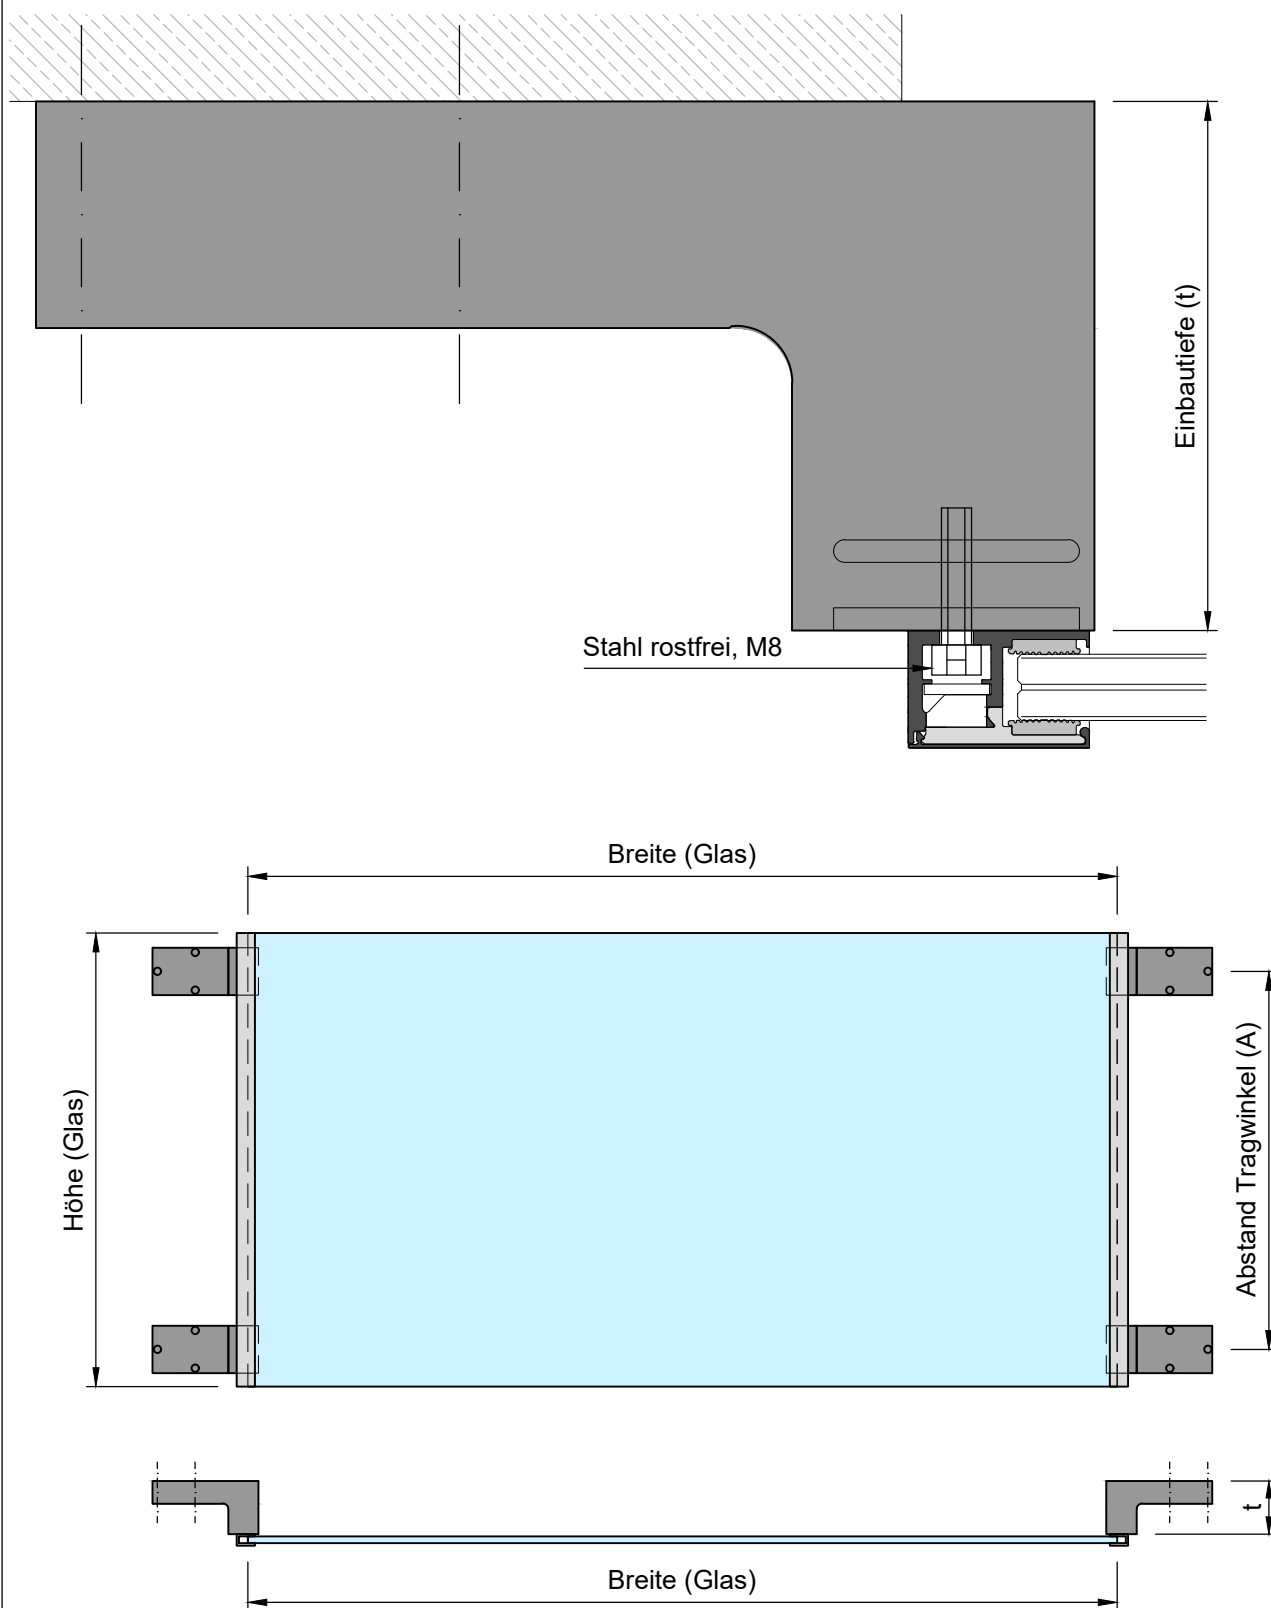 Einbautiefe (t)
Stahl rostfrei, M8
Breite (Glas)
Höhe (Glas)
Abstand Tragwinkel (A)
t
Breite (Glas)